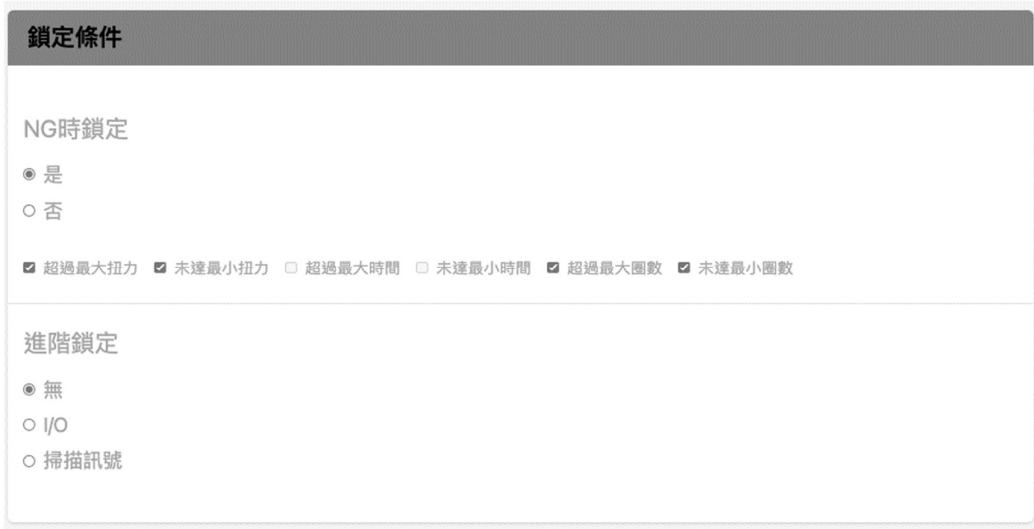 鎖定條件
NG時鎖定
是
否
超過最大扭力 未達最小扭力 超過最大時間 未達最小時間 超過最大圈數 未達最小圈數
進階鎖定
無
I/O
掃描訊號